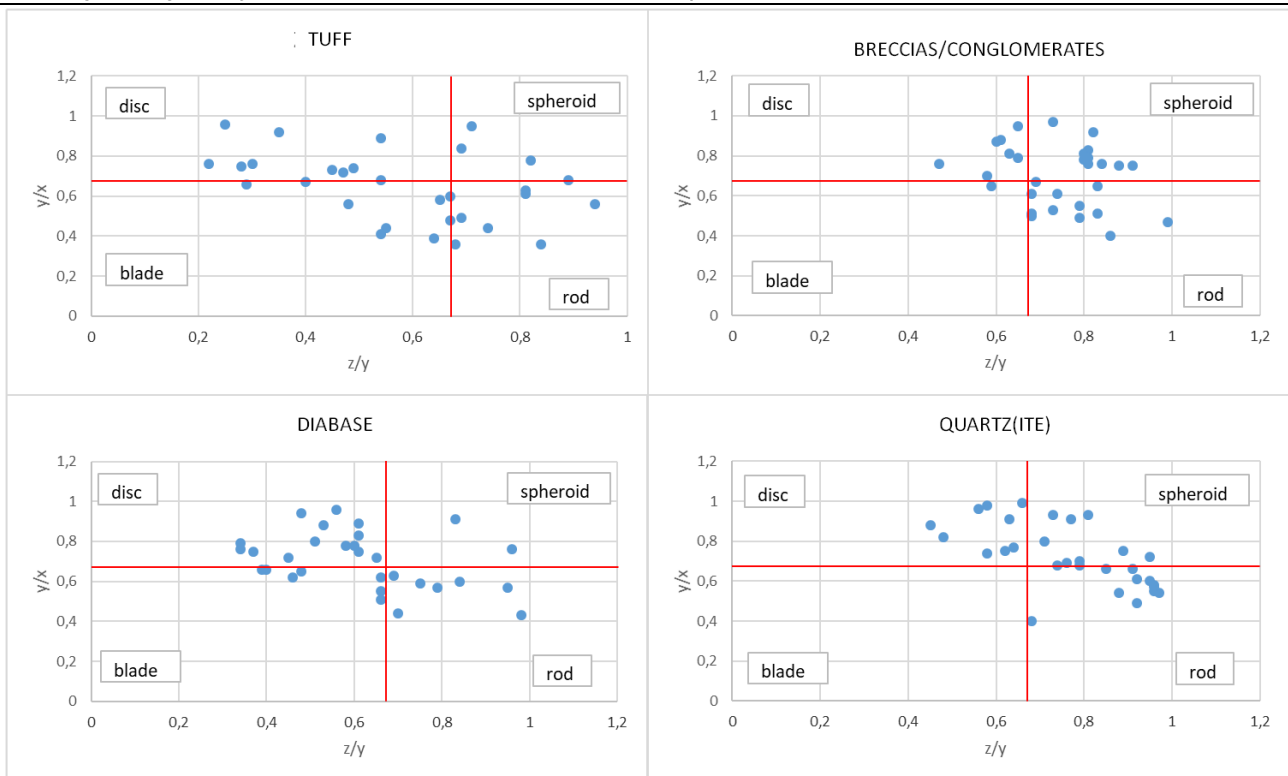 TUFF
1,2
disc
spheroid
1
0,8
y/x
0,6
0,4
blade
0,2
rod
0
0 0,2 0,4 0,6 0,8 1
z/y
BRECCIAS/CONGLOMERATES
1,2
disc
spheroid
1
0,8
y/x
0,6
0,4
blade
0,2
rod
0
0 0,2 0,4 0,6 0,8 1 1,2
z/y
DIABASE
1,2
disc
spheroid
1
0,8
y/x
0,6
0,4
blade
0,2
rod
0
0 0,2 0,4 0,6 0,8 1 1,2
z/y
QUARTZ(ITE)
1,2
disc
spheroid
1
0,8
y/x
0,6
0,4
blade
0,2
rod
0
0 0,2 0,4 0,6 0,8 1 1,2
z/y